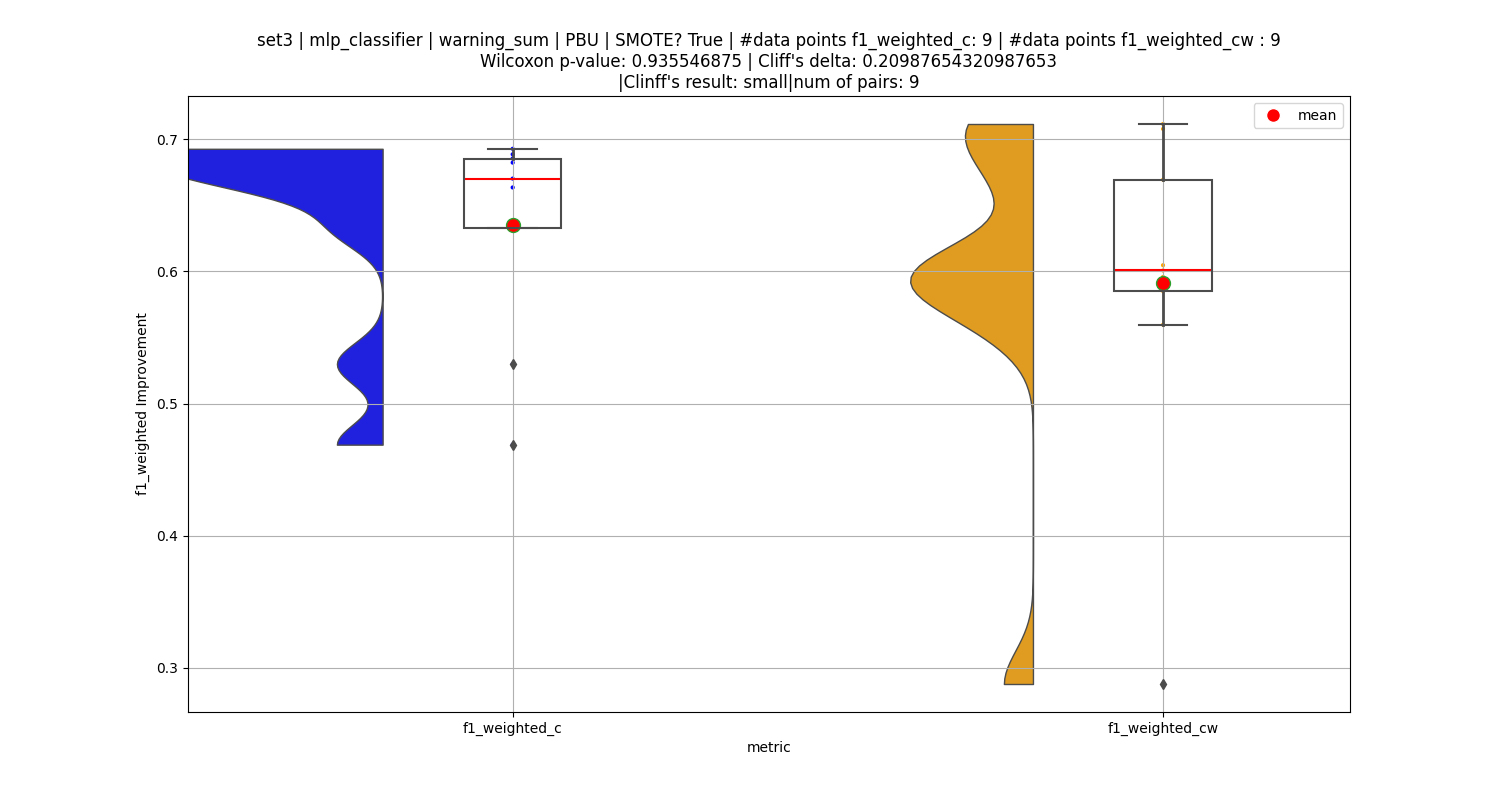 set3 | mlp_classifier | warning_sum | PBU | SMOTE? True | #data points f1_weighted_c: 9 | #data points f1_weighted_cw : 9
Wilcoxon p-value: 0.935546875 | Cliff's delta: 0.20987654320987653
|Clinff's result: small|num of pairs: 9
mean
0.7
0.6
0.5
0.4
0.3
f1_weighted Improvement
f1_weighted_c
f1_weighted_cw
metric